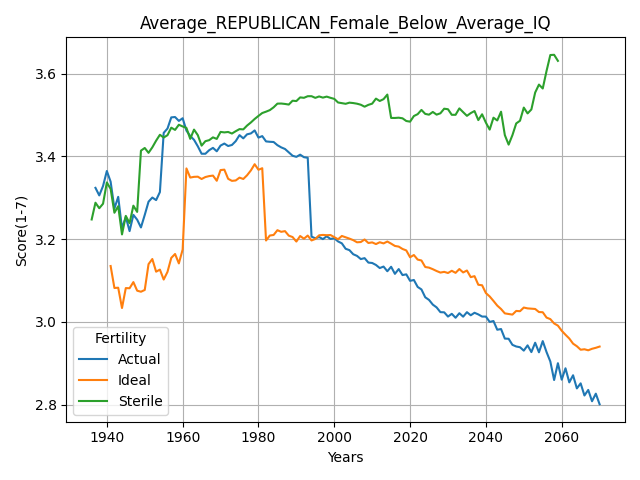 Average_REPUBLICAN_Female_Below_Average_IQ
Score(1-7)
3.6
3.4
3.2
3.0
2.8
Fertility
Actual
Ideal
Sterile
1940 1960 1980 2000 2020 2040 2060
Years